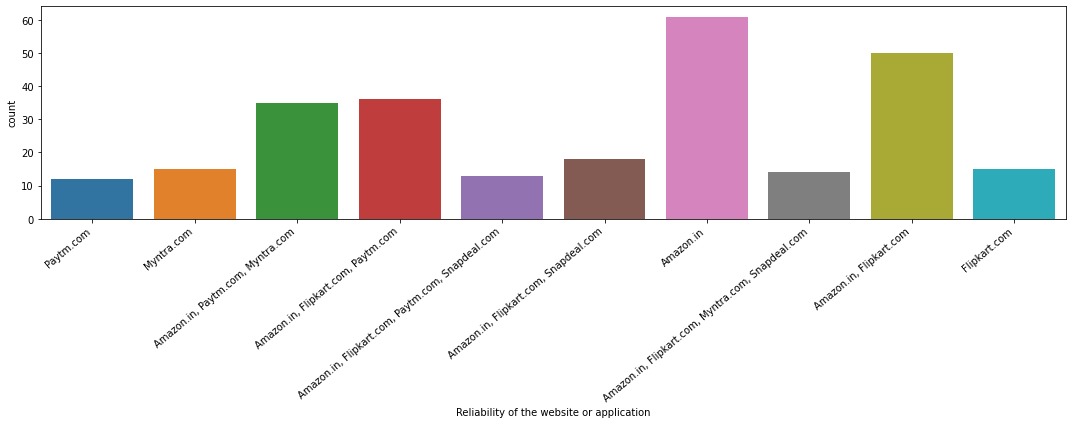 60
50
40
30
20
10
0
count
Paytm.com
Myntra.com
Amazon.in, Paytm.com, Myntra.com
Amazon.in, Flipkart.com, Paytm.com
Amazon.in, Flipkart.com, Paytm.com, Snapdeal.com
Amazon.in, Flipkart.com, Snapdeal.com
Amazon.in
Amazon.in, Flipkart.com, Myntra.com, Snapdeal.com
Amazon.in, Flipkart.com
Flipkart.com
Reliability of the website or application